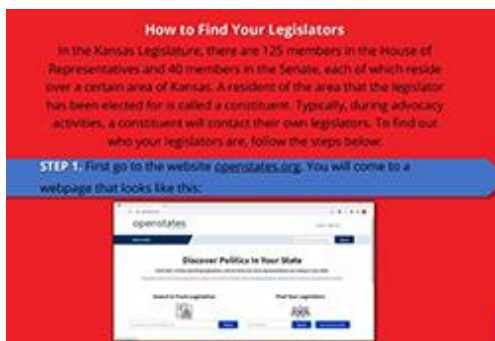 How to Find Your Legislators
In the Kansas Legislature, there are 125 members in the House of
Representatives and 40 members in the Senate, each of which reside
over a certain area of Kansas. A resident of the area that the legislator
has been elected for is called a constituent. Typically, during advocacy
activities, a constituent will contact their own legislators. To find out
who your legislators are, follow the steps below:
STEP 1. First go to the website openstates.org. You will come to a
webpage that looks like this:
openstates
Discover Politics In Your State
Search State Legislation Find Your Legislators